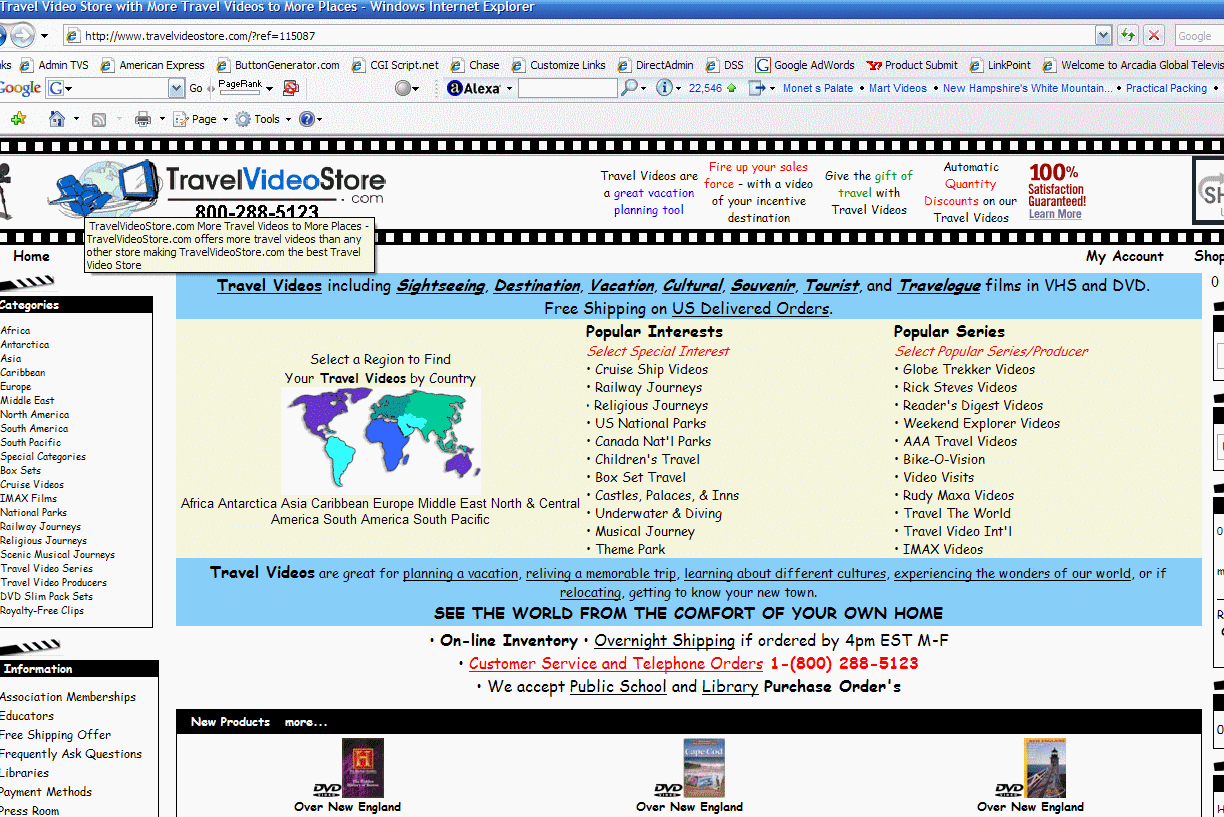 Travel Video Store with More Travel Videos to More Places - Windows Internet Explorer
http://www.travelvideostore.com/?ref=115087
Google
Admin TVS American Express ButtonGenerator.com CGI Script.net Chase Customize Links DirectAdmin DSS Google AdWords Product Submit LinkPoint Welcome to Arcadia Global Televis
Google G Go PageRank Alexa 22,546 Monet s Palate • Mart Videos • New Hampshire's White Mountain... • Practical Packing •
Page Tools
TravelVideoStore
.com
800-288-5123
Travel Videos are
a great vacation
planning tool
Fire up your sales
force - with a video
of your incentive
destination
Give the gift of
travel with
Travel Videos
Automatic
Quantity
Discounts on our
Travel Videos
100%
Satisfaction
Guaranteed!
Learn More
SH
TravelVideoStore.com More Travel Videos to More Places -
TravelVideoStore.com offers more travel videos than any
other store making TravelVideoStore.com the best Travel
Video Store
Home My Account Shop
0
Categories
Africa
Antarctica
Asia
Caribbean
Europe
Middle East
North America
South America
South Pacific
Special Categories
Box Sets
Cruise Videos
IMAX Films
National Parks
Railway Journeys
Religious Journeys
Scenic Musical Journeys
Travel Video Series
Travel Video Producers
DVD Slim Pack Sets
Royalty-Free Clips
Information
Association Memberships
Educators
Free Shipping Offer
Frequently Ask Questions
Libraries
Payment Methods
Press Room
Travel Videos including Sightseeing, Destination, Vacation, Cultural, Souvenir, Tourist, and Travelogue films in VHS and DVD.
Free Shipping on US Delivered Orders.
Select a Region to Find
Your Travel Videos by Country
Africa Antarctica Asia Caribbean Europe Middle East North & Central
America South America South Pacific
Popular Interests
Select Special Interest
• Cruise Ship Videos
• Railway Journeys
• Religious Journeys
• US National Parks
• Canada Nat'l Parks
• Children's Travel
• Box Set Travel
• Castles, Palaces, & Inns
• Underwater & Diving
• Musical Journey
• Theme Park
Popular Series
Select Popular Series/Producer
• Globe Trekker Videos
• Rick Steves Videos
• Reader's Digest Videos
• Weekend Explorer Videos
• AAA Travel Videos
• Bike-O-Vision
• Video Visits
• Rudy Maxa Videos
• Travel The World
• Travel Video Int'l
• IMAX Videos
Travel Videos are great for planning a vacation, reliving a memorable trip, learning about different cultures, experiencing the wonders of our world, or if
relocating, getting to know your new town.
SEE THE WORLD FROM THE COMFORT OF YOUR OWN HOME
• On-line Inventory • Overnight Shipping if ordered by 4pm EST M-F
• Customer Service and Telephone Orders 1-(800) 288-5123
• We accept Public School and Library Purchase Order's
New Products more...
H Cape Cod
DVD DVD DVD
Over New England Over New England Over New England